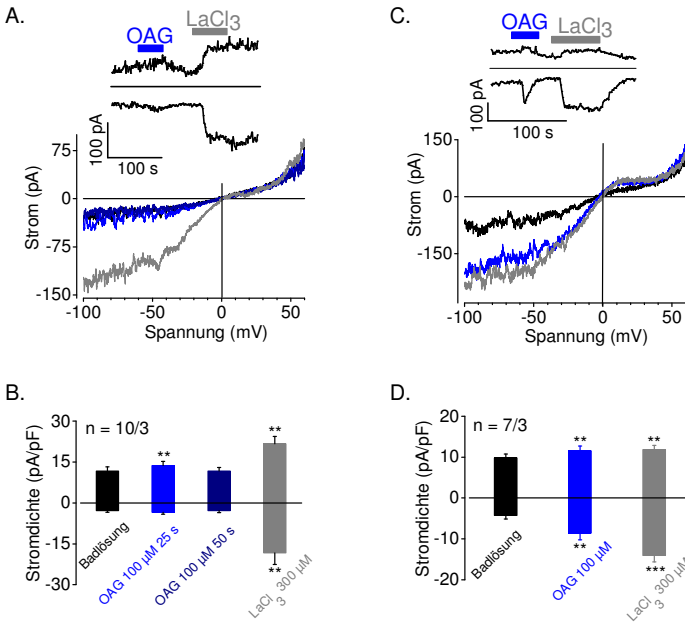 A.
OAG
LaCl3
100 pA
100 s
Strom (pA)
75
0
-75
-150
-100
-50
0
50
Spannung (mV)
C.
OAG
LaCl3
100 pA
100 s
Strom (pA)
150
0
-150
-100
-50
0
50
Spannung (mV)
B.
n = 10/3
Stromdichte (pA/pF)
30
15
0
-15
-30
**
**
**
Badlösung
OAG 100 µM 25 s
OAG 100 µM 50 s
LaCl3 300 µM
D.
n = 7/3
Stromdichte (pA/pF)
20
10
0
-10
-20
**
**
**
***
Badlösung
OAG 100 µM
LaCl3 300 µM